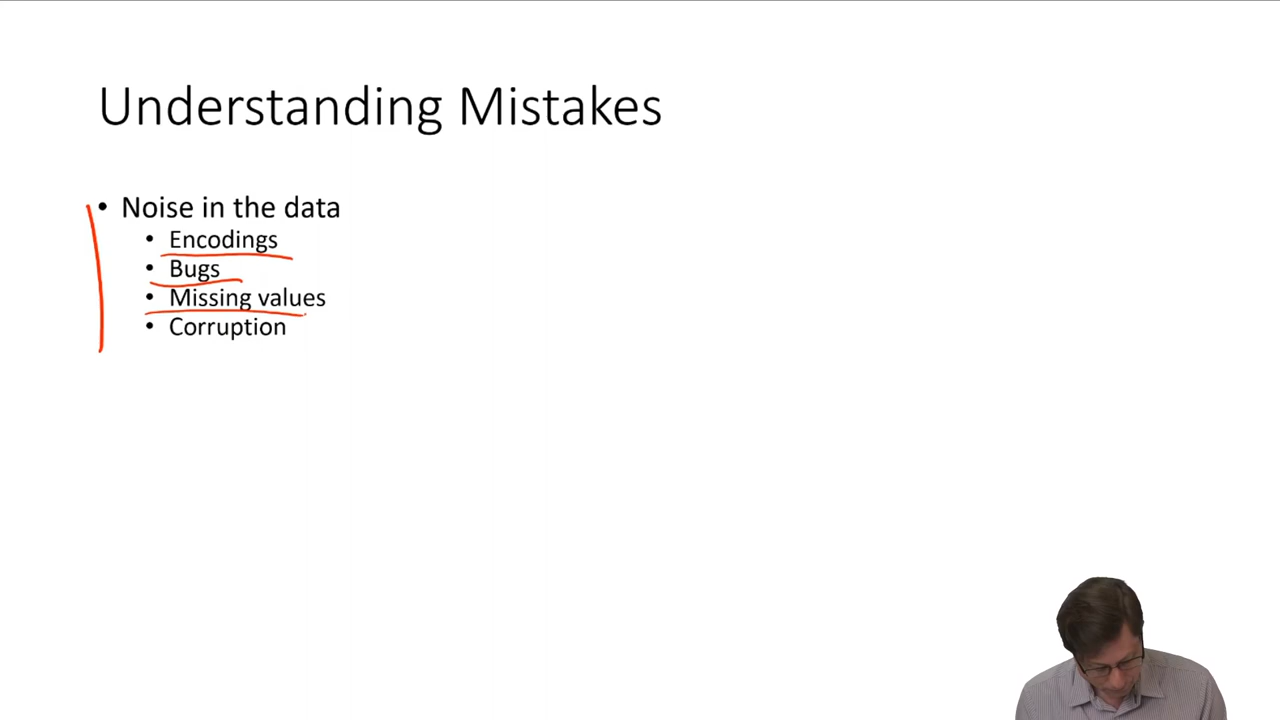 Understanding Mistakes
• Noise in the data
• Encodings
• Bugs
• Missing values
• Corruption